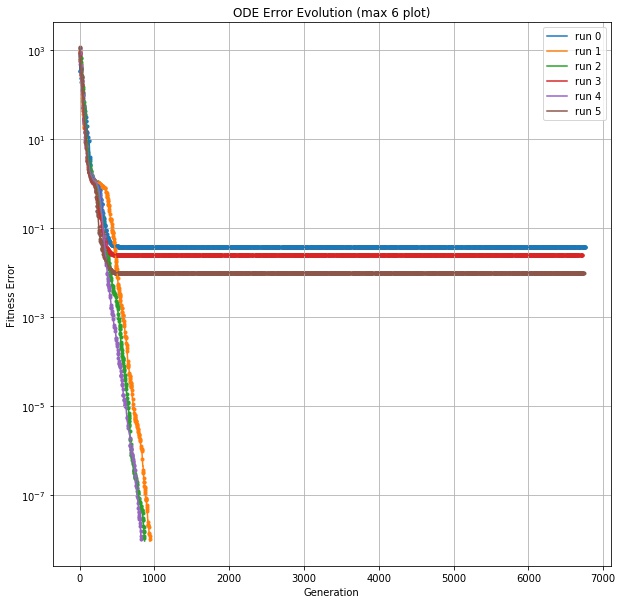 ODE Error Evolution (max 6 plot)
run 0
run 1
run 2
run 3
run 4
run 5
10³
10¹
10⁻¹
10⁻³
10⁻⁵
10⁻⁷
Fitness Error
0 1000 2000 3000 4000 5000 6000 7000
Generation